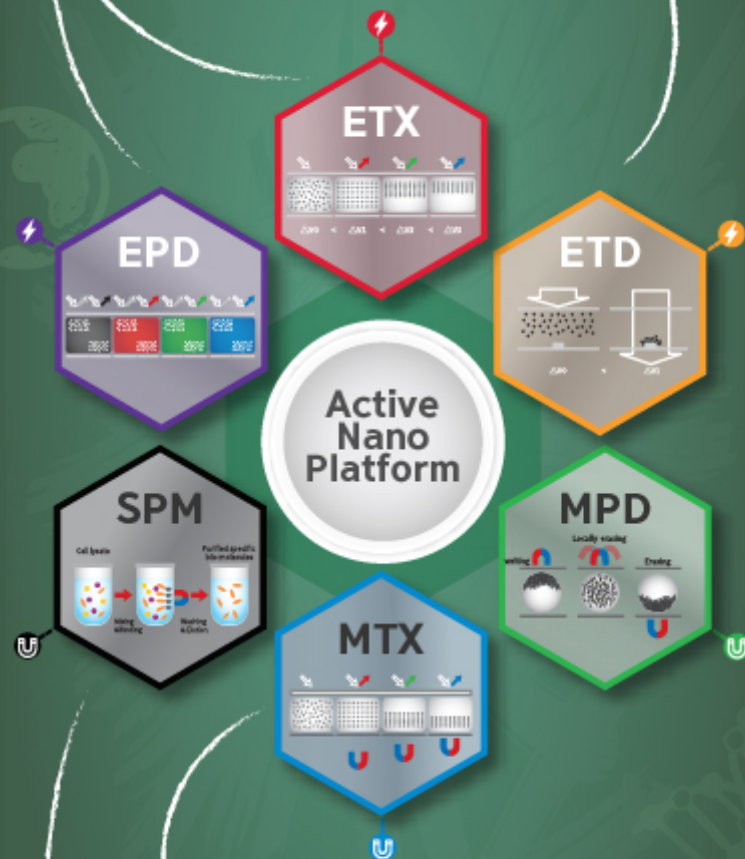 ETX
EPD
ETD
Active
Nano
Platform
SPM
Cell lysate
Purified specific
biomolecules
Mixing
&Binding
Washing
& Elution
MPD
Locally erasing
Erasing
MTX